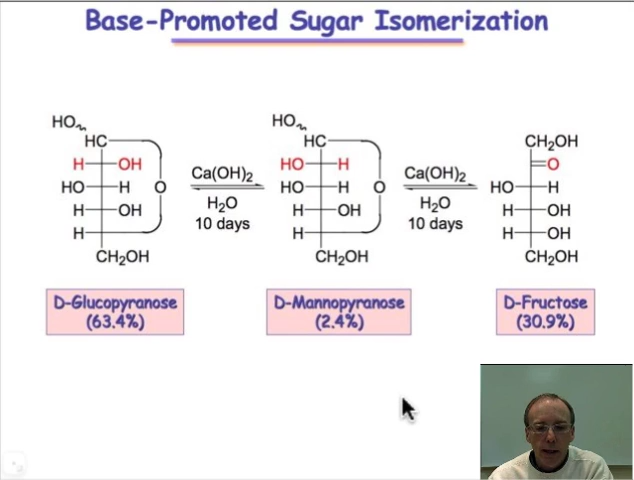 Base-Promoted Sugar Isomerization
HO
HC
H OH
HO H O
H OH
H
CH₂OH
Ca(OH)₂
H₂O
10 days
HO
HC
HO H
HO H O
H OH
H
CH₂OH
Ca(OH)₂
H₂O
10 days
CH₂OH
O
HO H
H OH
H OH
CH₂OH
D-Glucopyranose
(63.4%)
D-Mannopyranose
(2.4%)
D-Fructose
(30.9%)